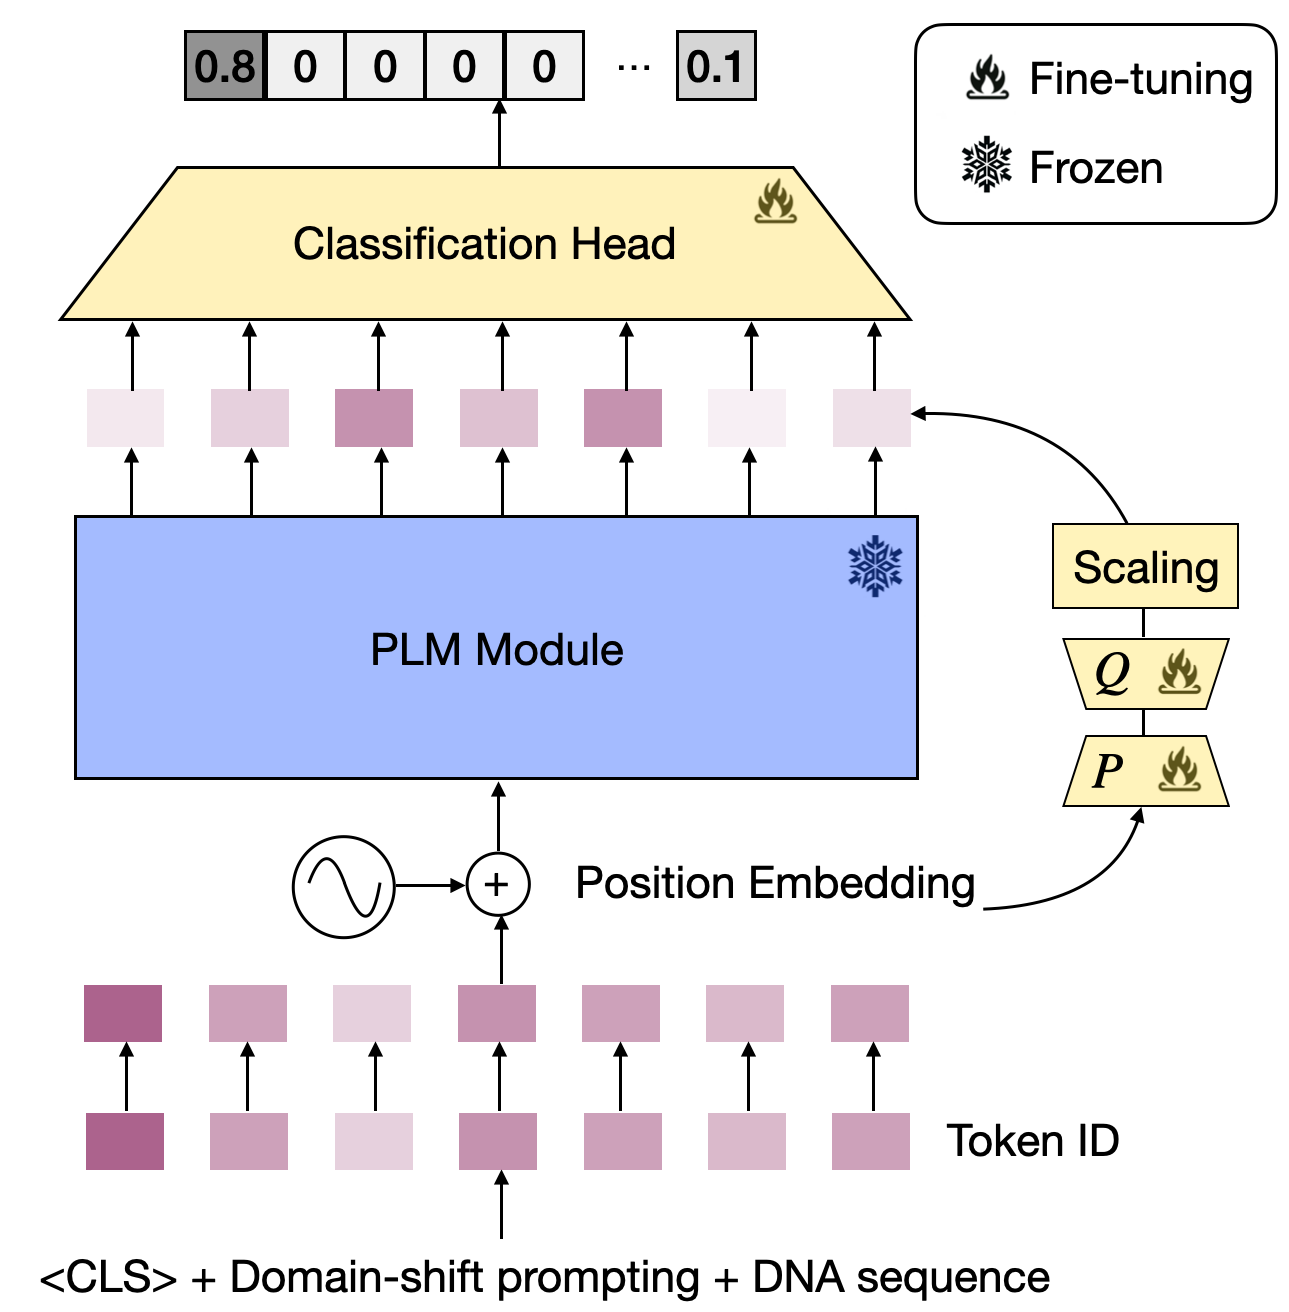 0.8 0 0 0 0 ... 0.1
Fine-tuning
Frozen
Classification Head
Scaling
PLM Module
Q
P
+
Position Embedding
Token ID
<CLS> + Domain-shift prompting + DNA sequence